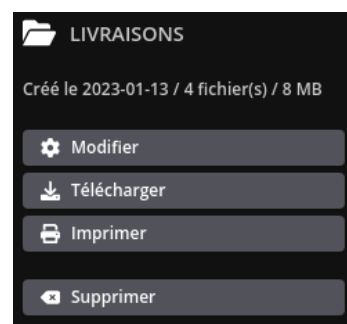 LIVRAISONS
Créé le 2023-01-13 / 4 fichier(s) / 8 MB
Modifier
Télécharger
Imprimer
Supprimer